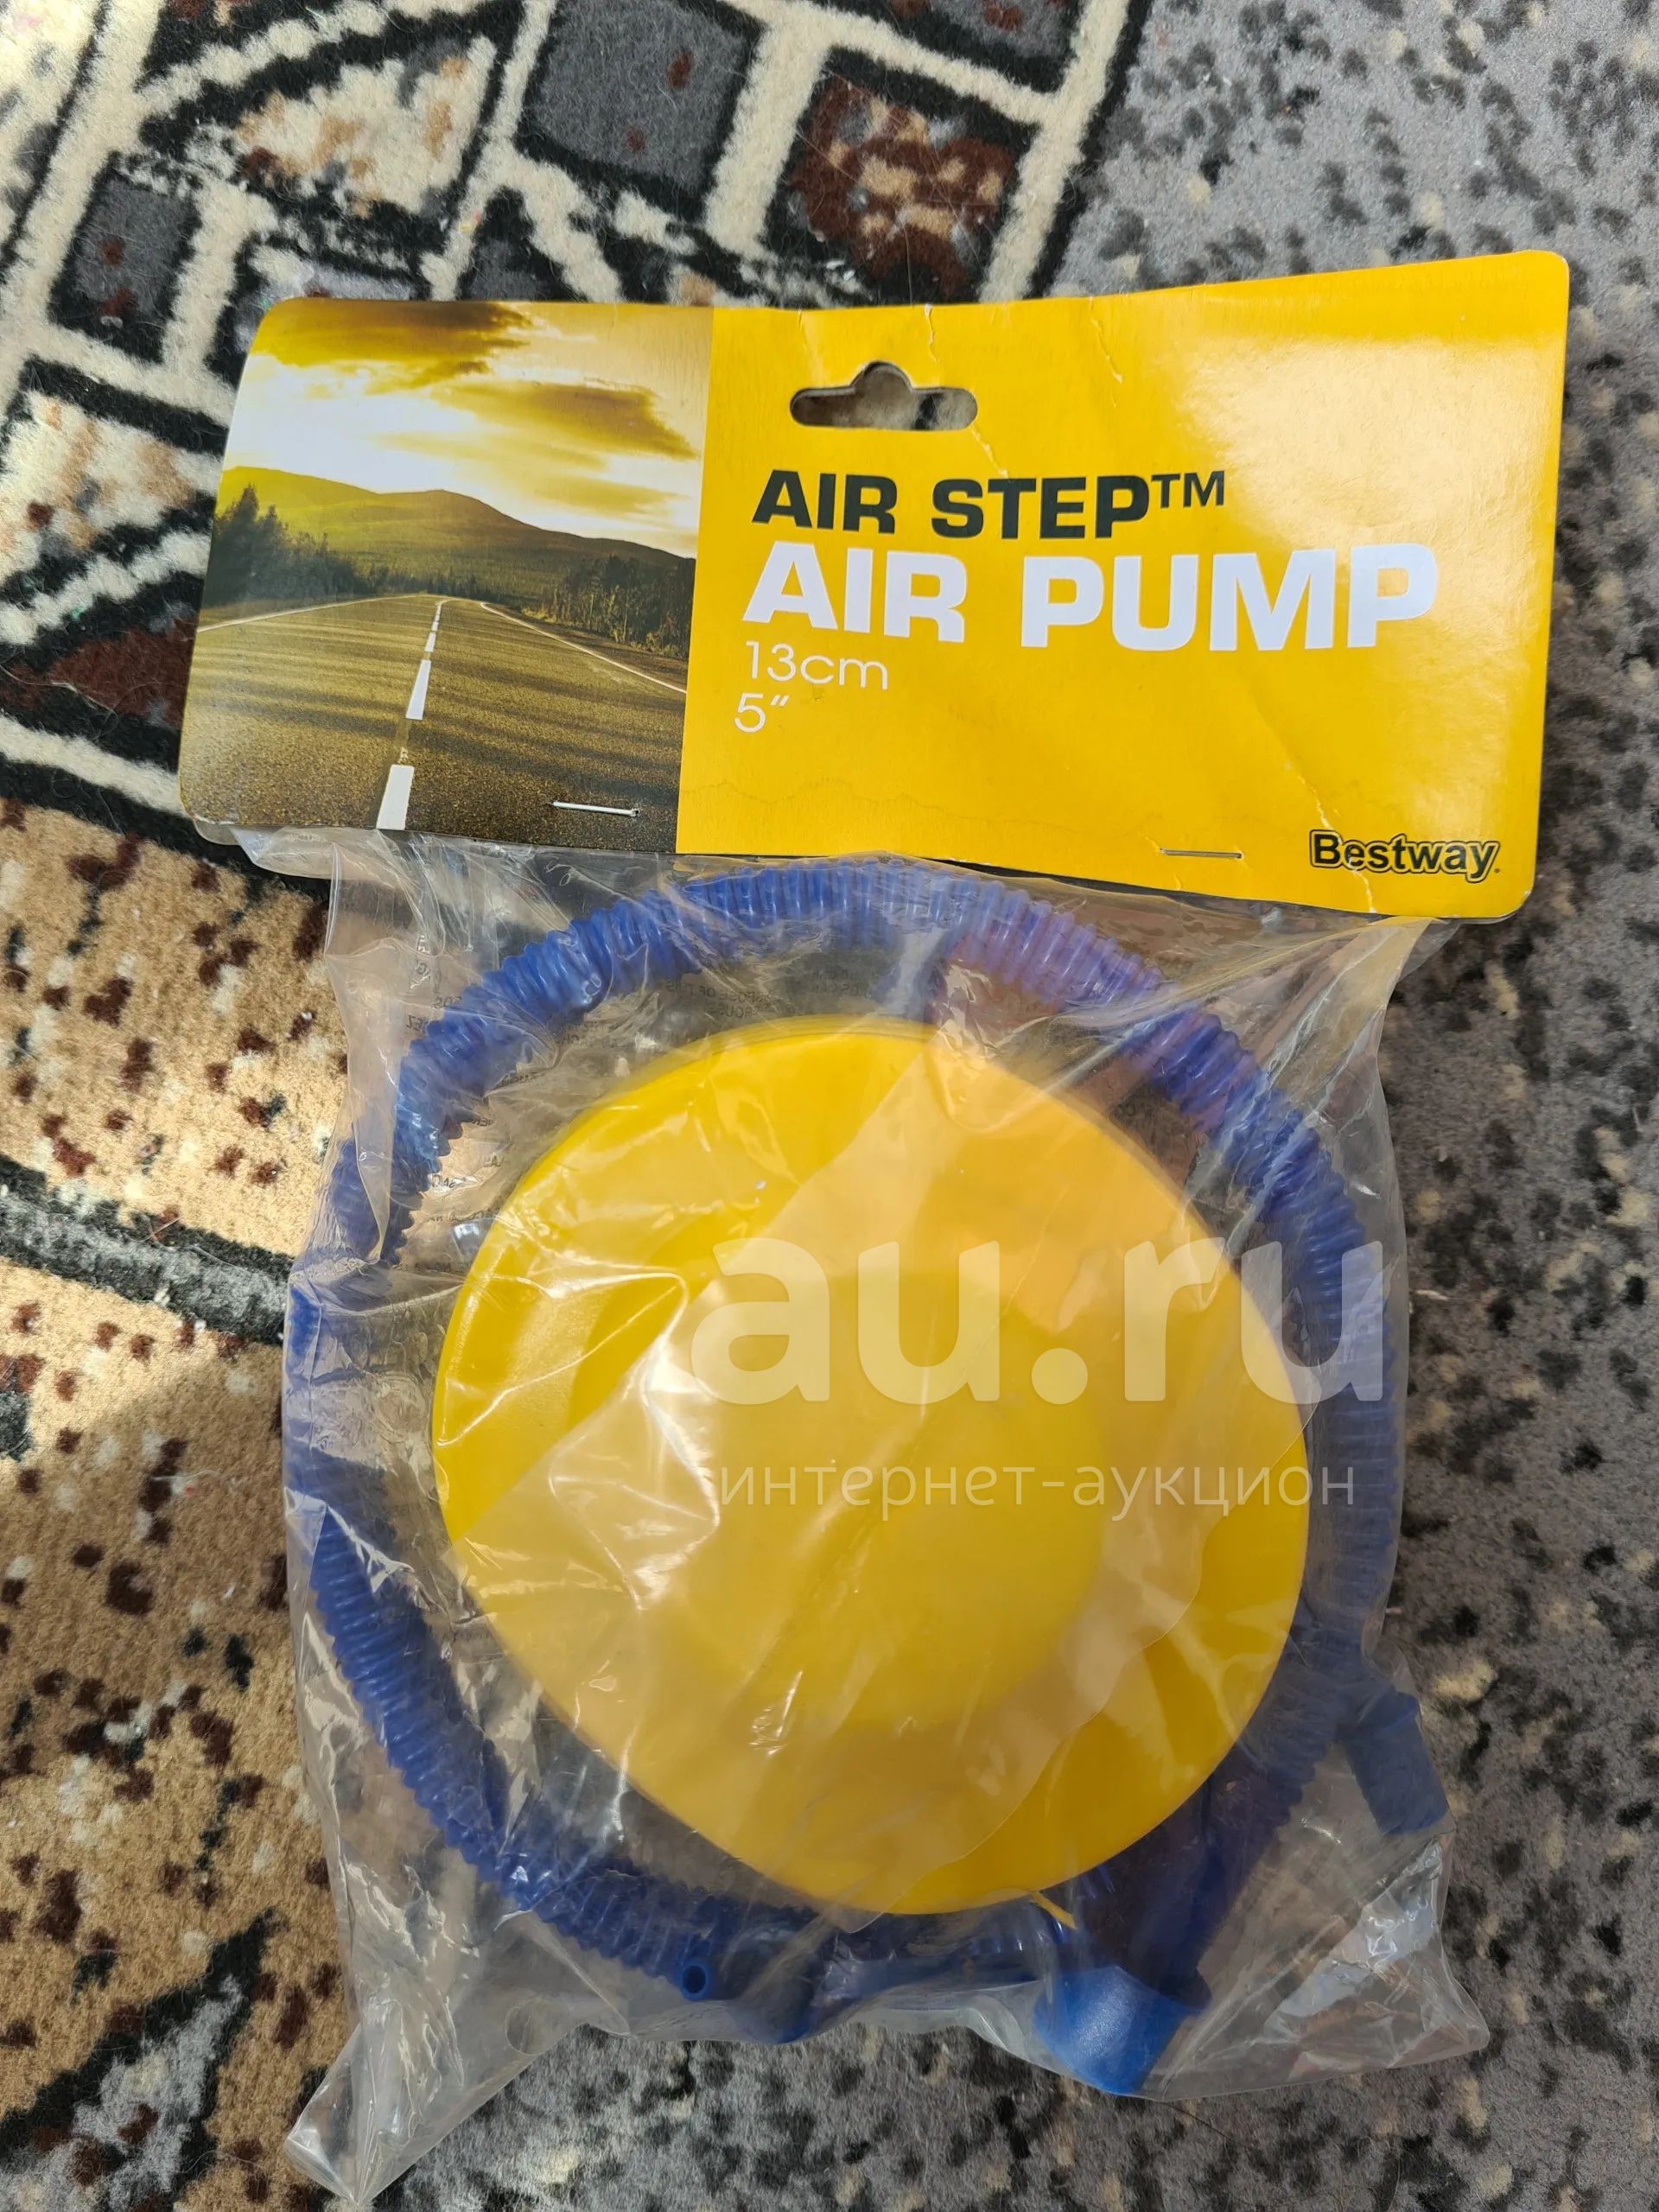 AIR STEP™
AIR PUMP
13cm
5"
Bestway
au.ru
интернет-аукцион